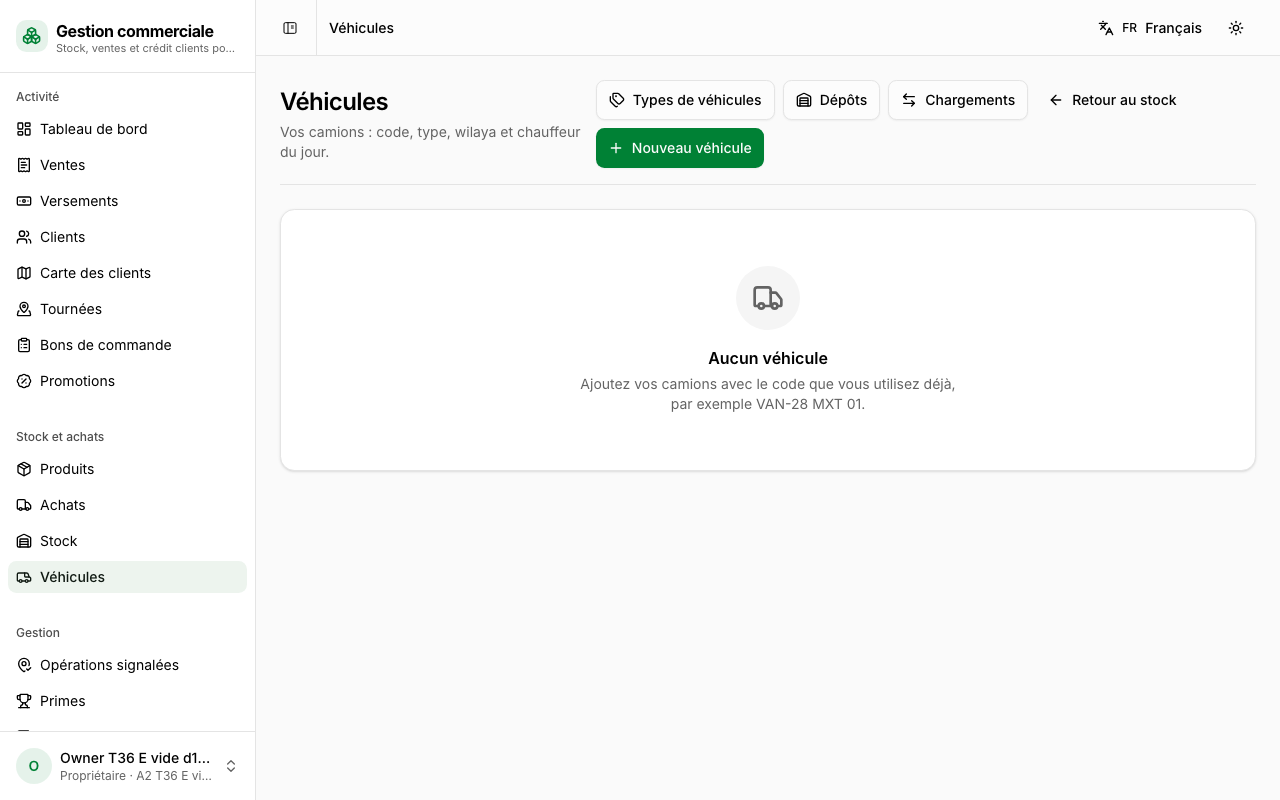 Gestion commerciale
Stock, ventes et crédit clients po...
Activité
Tableau de bord
Ventes
Versements
Clients
Carte des clients
Tournées
Bons de commande
Promotions
Stock et achats
Produits
Achats
Stock
Véhicules
Gestion
Opérations signalées
Primes
O
Owner T36 E vide d1...
Propriétaire · A2 T36 E vi...
Véhicules
FR Français
Véhicules
Vos camions : code, type, wilaya et chauffeur
du jour.
Types de véhicules
Dépôts
Chargements
Retour au stock
Nouveau véhicule
Aucun véhicule
Ajoutez vos camions avec le code que vous utilisez déjà,
par exemple VAN-28 MXT 01.